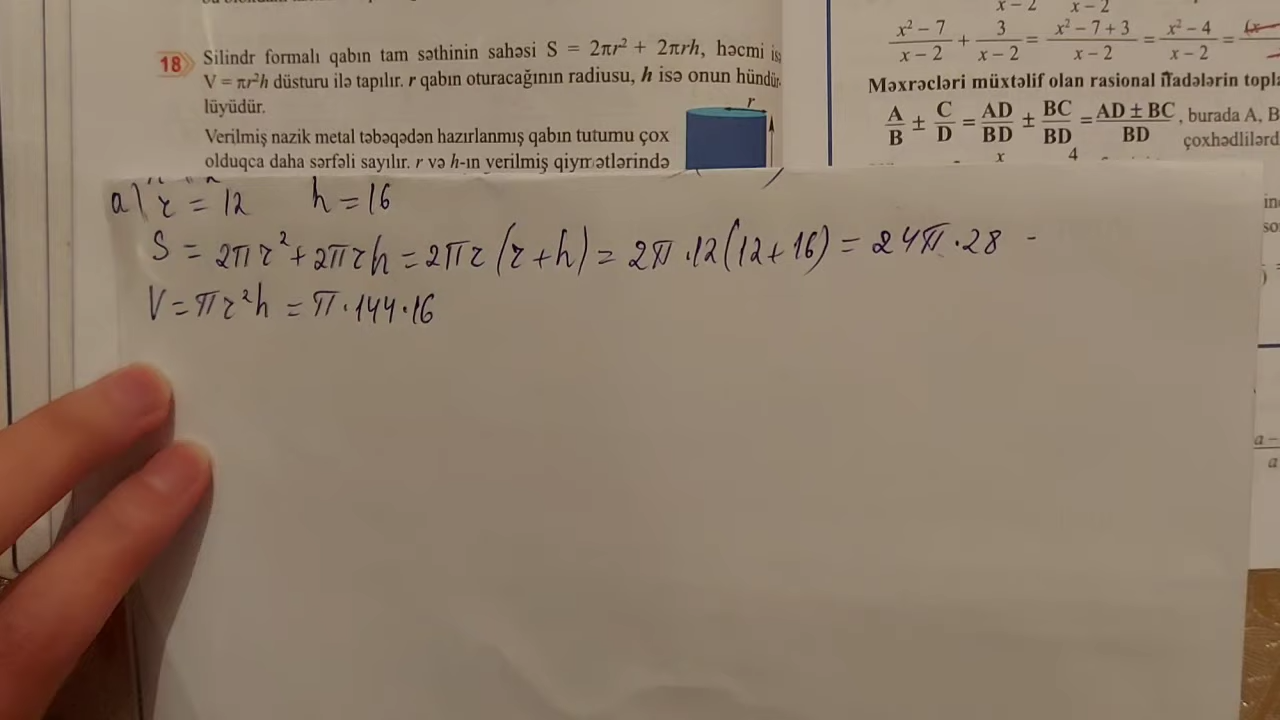 18 Silindr formalı qabın tam səthinin sahəsi S = 2πr² + 2πrh, həcmi
V = πr²h düsturu ilə tapılır. r qabın oturacağının radiusu, h isə onun hündür-
lüyüdür.
r
Verilmiş nazik metal təbəqədən hazırlanmış qabın tutumu çox
olduqca daha sərfəli sayılır. r və h-ın verilmiş qiymətlərində
a) r = 12 h = 16
S = 2πr² + 2πrh = 2πr (r + h) = 2π · 12 (12 + 16) = 24π · 28 -
V = πr²h = π · 144 · 16
x − 2 x − 2
x² − 7 / x − 2 + 3 / x − 2 = x² − 7 + 3 / x − 2 = x² − 4 / x − 2 =
Məxrəcləri müxtəlif olan rasional ifadələrin topl
A/B ± C/D = AD/BD ± BC/BD = AD ± BC/BD , burada A, B
çoxhədlilərd
x 4
a −
a